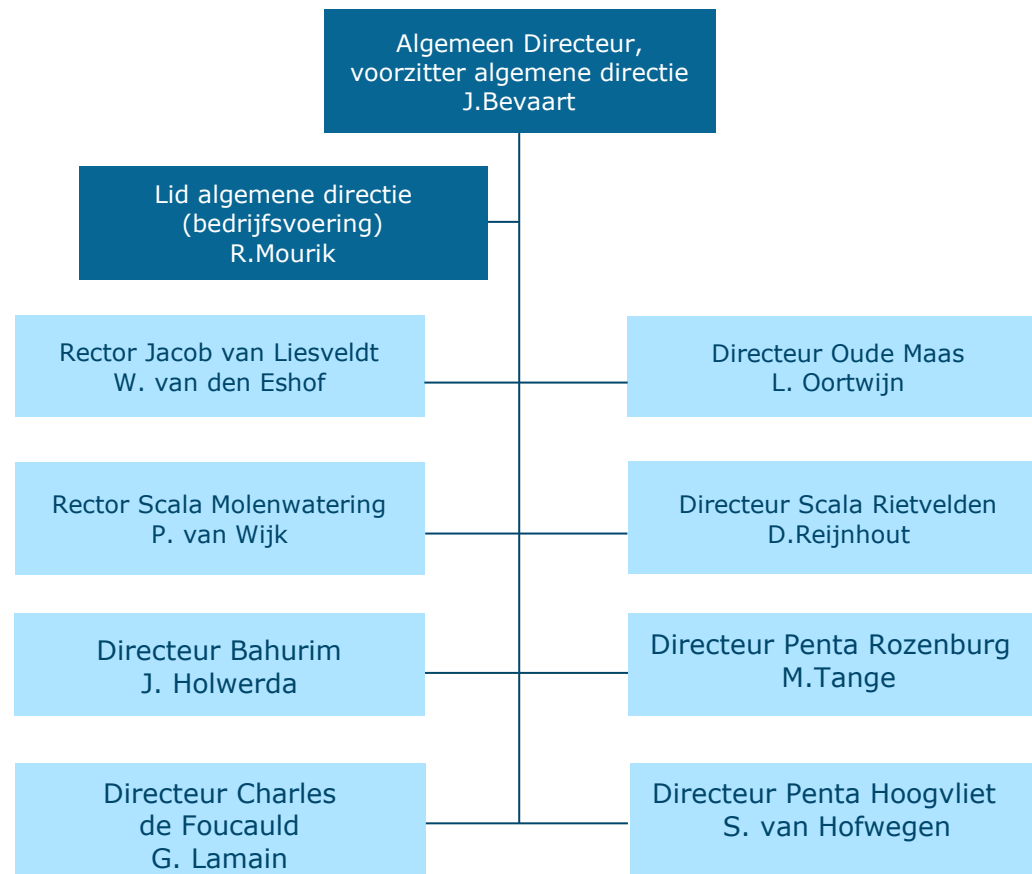 Algemeen Directeur,
voorzitter algemene directie
J.Bevaart
Lid algemene directie
(bedrijfsvoering)
R.Mourik
Rector Jacob van Liesveldt
W. van den Eshof
Directeur Oude Maas
L. Oortwijn
Rector Scala Molenwatering
P. van Wijk
Directeur Scala Rietvelden
D.Reijnhout
Directeur Bahurim
J. Holwerda
Directeur Penta Rozenburg
M.Tange
Directeur Charles
de Foucauld
G. Lamain
Directeur Penta Hoogvliet
S. van Hofwegen